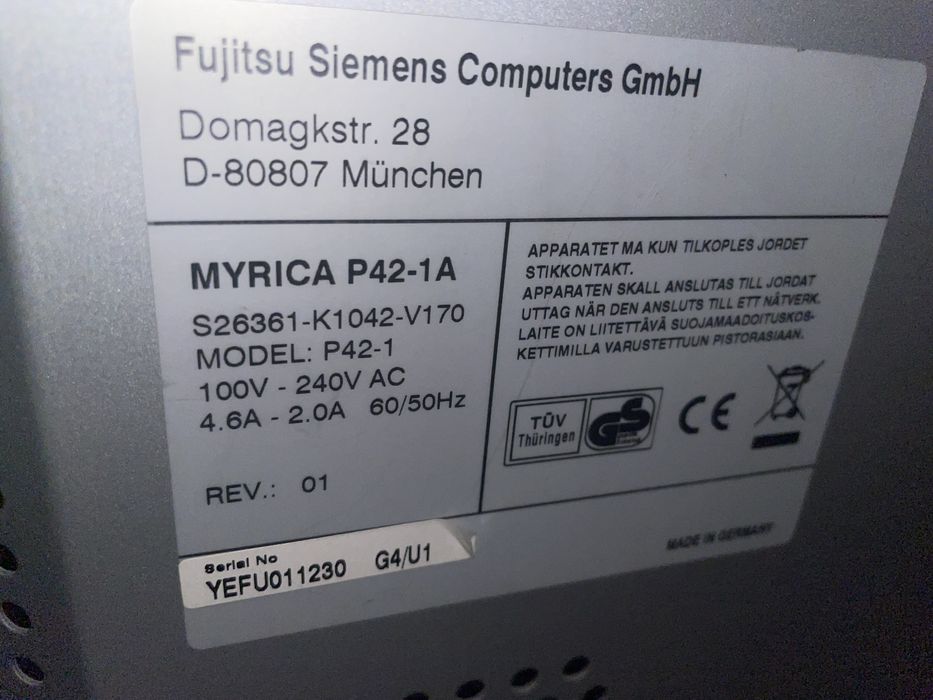 Fujitsu Siemens Computers GmbH
Domagkstr. 28
D-80807 München
MYRICA P42-1A
S26361-K1042-V170
MODEL: P42-1
100V - 240V AC
4.6A - 2.0A 60/50Hz
REV.: 01
APPARATET MA KUN TILKOPLES JORDET
STIKKONTAKT.
APPARATEN SKALL ANSLUTAS TILL JORDAT
UTTAG NÄR DEN ANSLUTS TILL ETT NÄTVERK.
LAITE ON LIITETTÄVÄ SUOJAMAADOITUSKOS-
KETTIMILLA VARUSTETTUUN PISTORASIAAN.
TÜV
Thüringen
GS
CE
MADE IN GERMANY
Serial No
YEFU011230 G4/U1